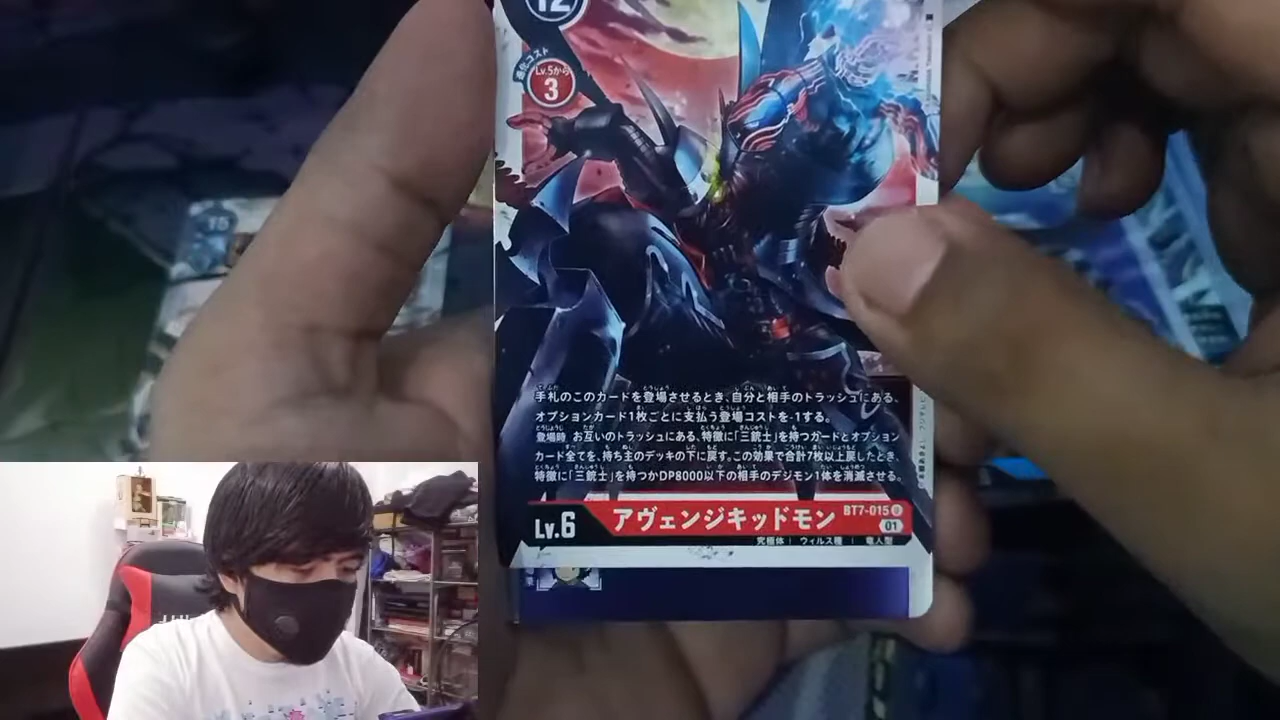 12
進化コスト
Lv.5から
3
手札のこのカードを登場させるとき、自分と相手のトラッシュにある、
オプションカード1枚ごとに支払う登場コストを-1する。
登場時 お互いのトラッシュにある、特徴に「三銃士」を持つカードとオプション
カード全てを、持ち主のデッキの下に戻す。この効果で合計7枚以上戻したとき、
特徴に「三銃士」を持つかDP8000以下の相手のデジモン1体を消滅させる。
Lv.6
アヴェンジキッドモン
BT7-015 U
01
究極体 | ウィルス種 | 竜人型